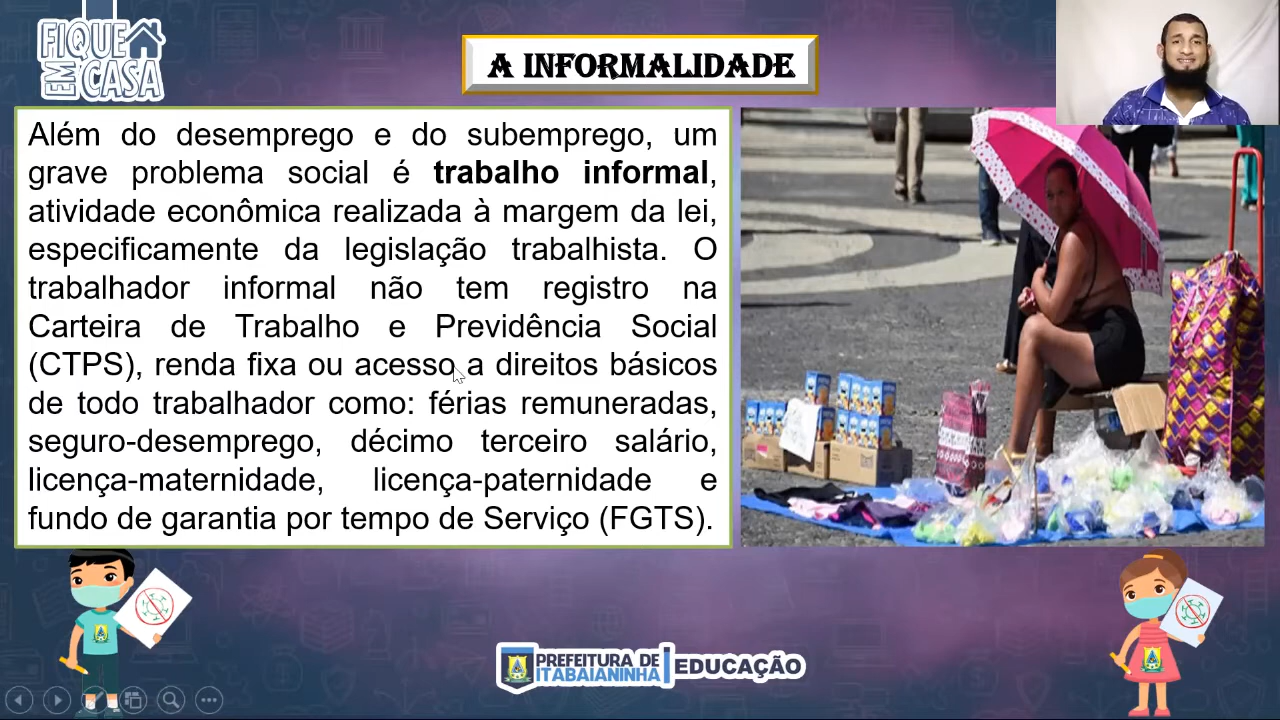 FIQUE
EM
CASA
A INFORMALIDADE
Além do desemprego e do subemprego, um
grave problema social é trabalho informal,
atividade econômica realizada à margem da lei,
especificamente da legislação trabalhista. O
trabalhador informal não tem registro na
Carteira de Trabalho e Previdência Social
(CTPS), renda fixa ou acesso a direitos básicos
de todo trabalhador como: férias remuneradas,
seguro-desemprego, décimo terceiro salário,
licença-maternidade, licença-paternidade e
fundo de garantia por tempo de Serviço (FGTS).
PREFEITURA DE
ITABAIANINHA
EDUCAÇÃO